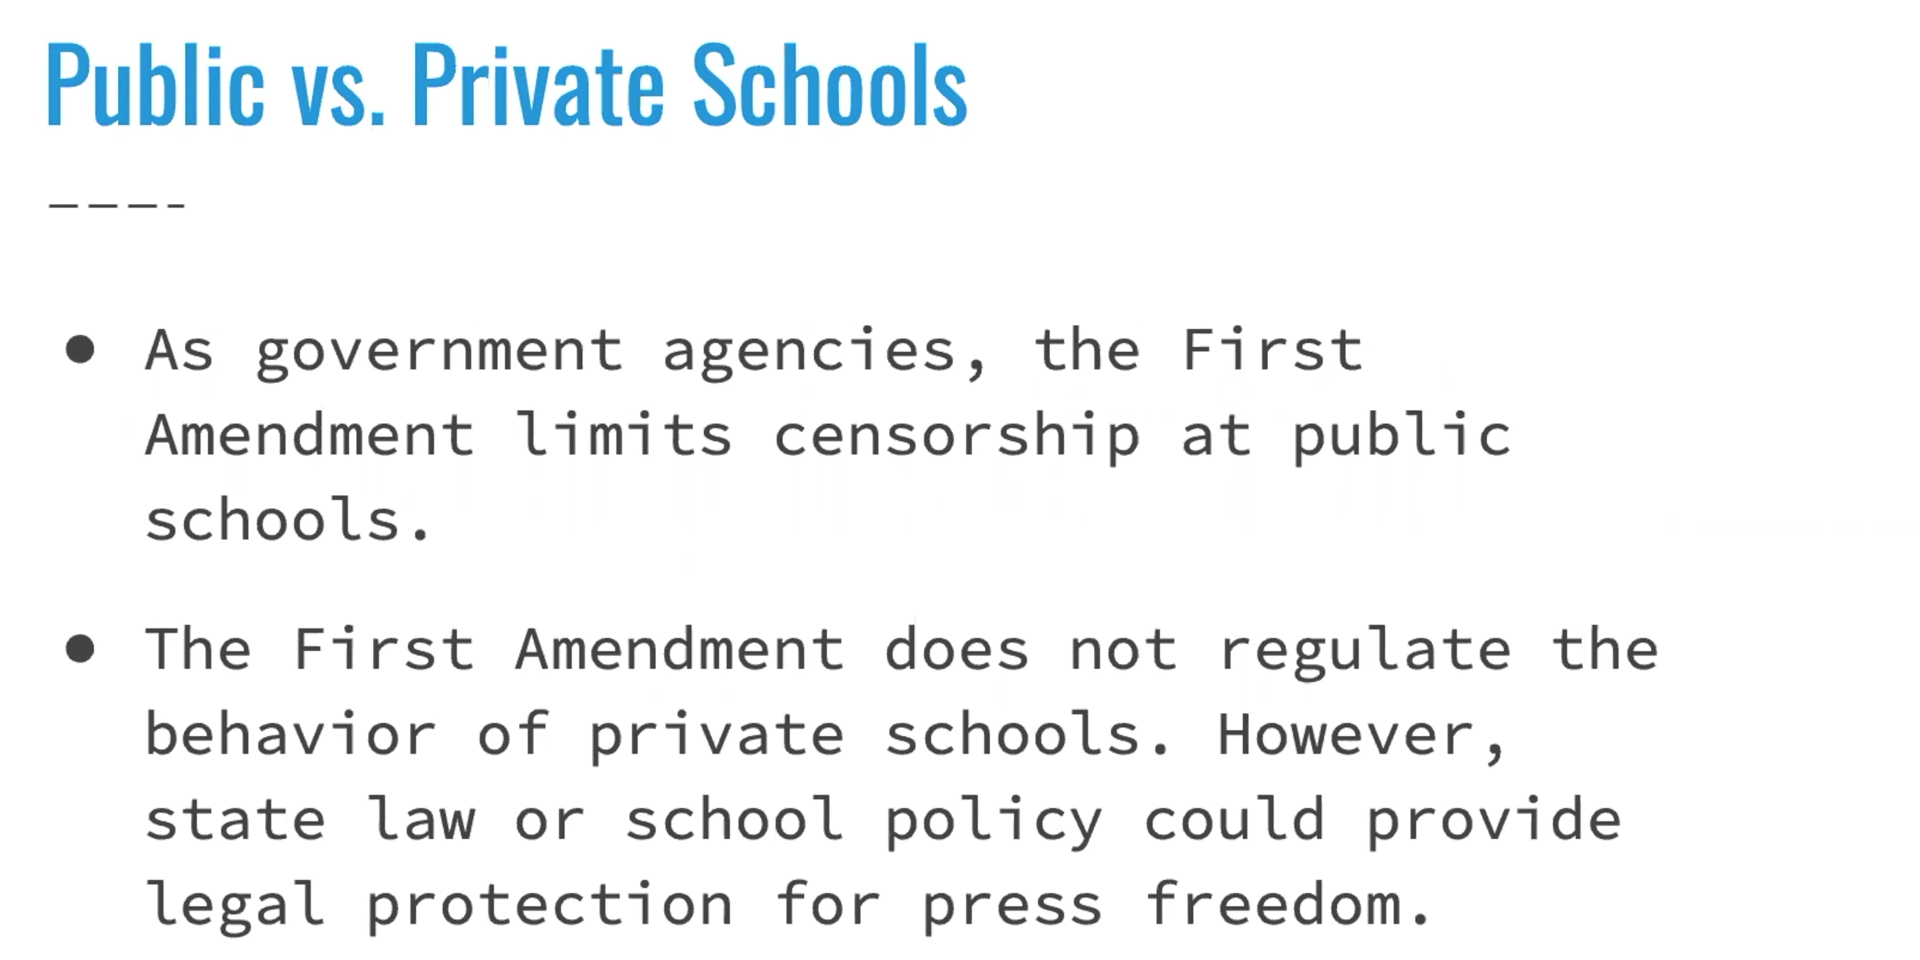 Public vs. Private Schools
————
● As government agencies, the First
Amendment limits censorship at public
schools.
● The First Amendment does not regulate the
behavior of private schools. However,
state law or school policy could provide
legal protection for press freedom.